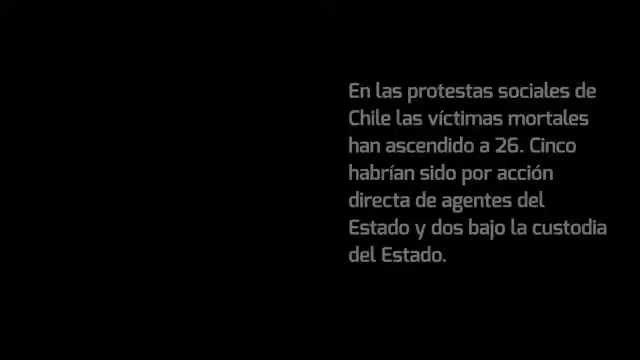 En las protestas sociales de
Chile las víctimas mortales
han ascendido a 26. Cinco
habrían sido por acción
directa de agentes del
Estado y dos bajo la custodia
del Estado.